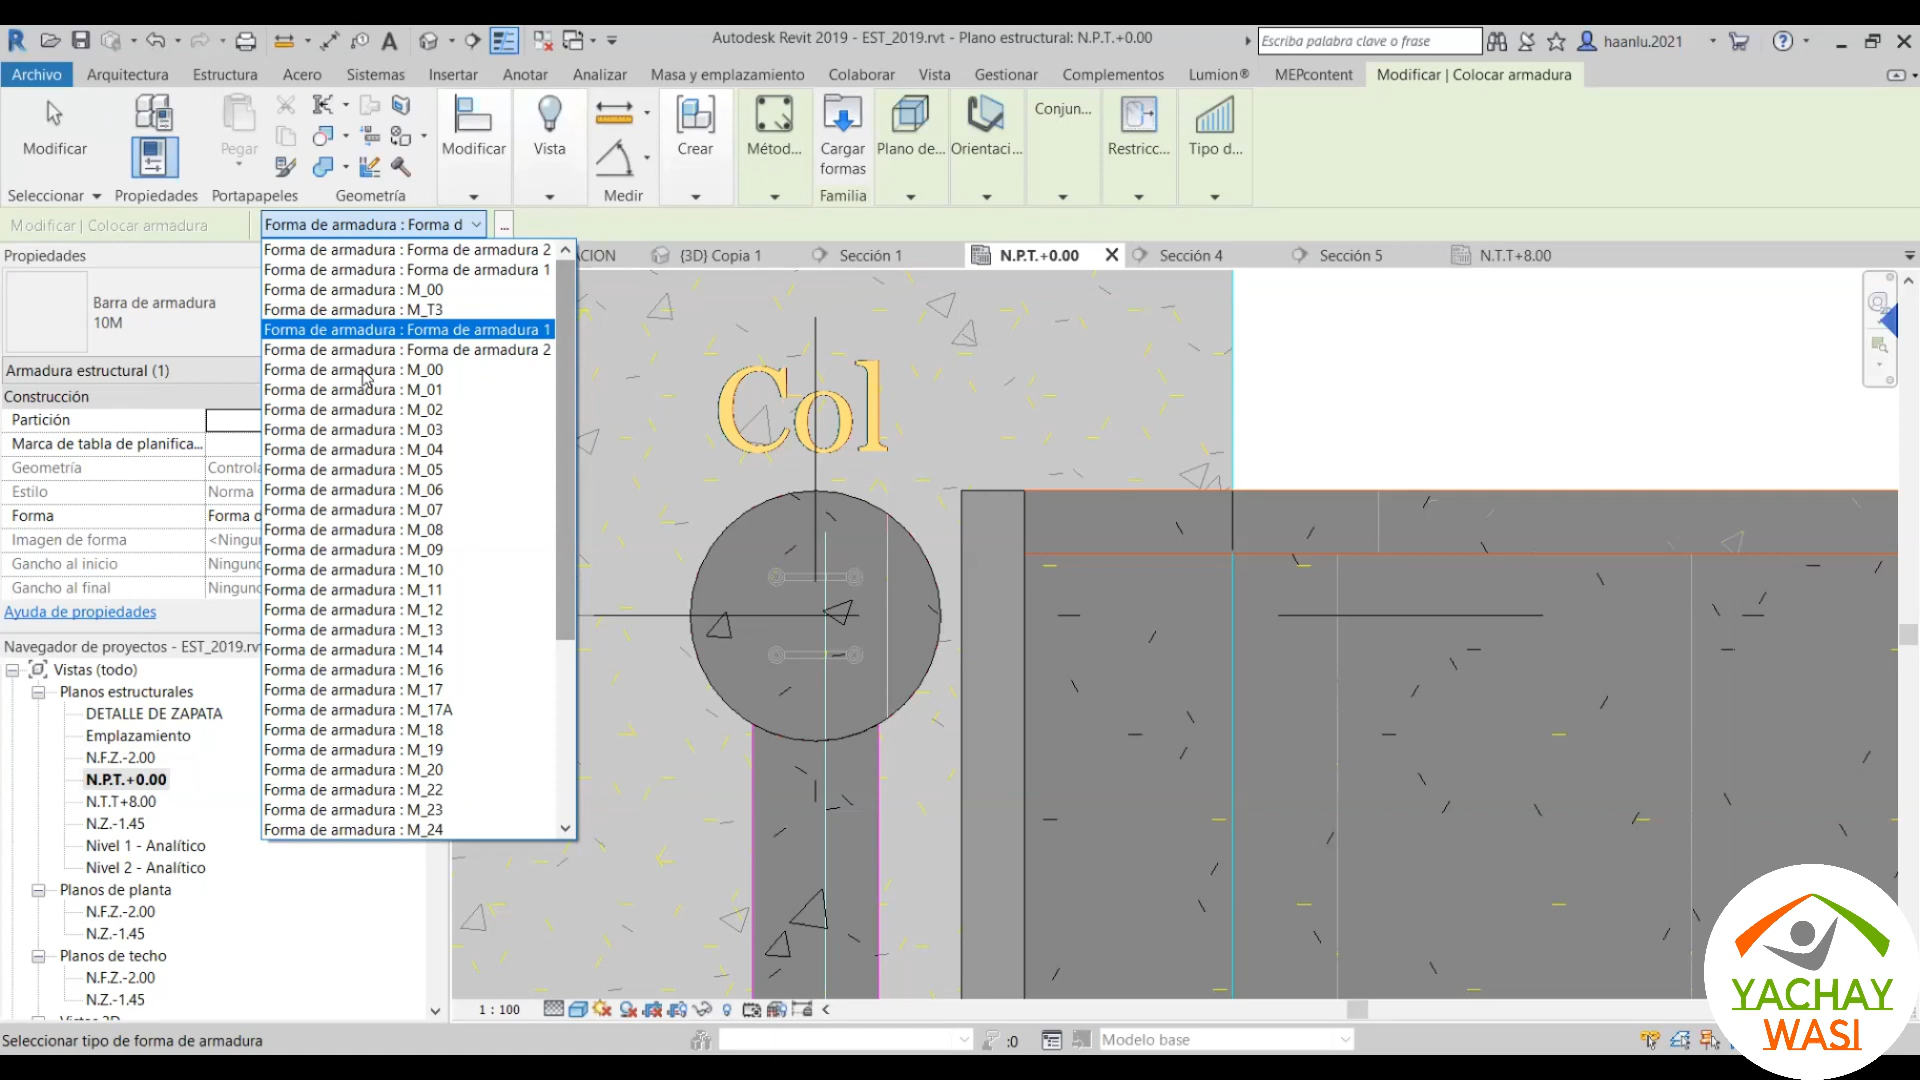 Autodesk Revit 2019 - EST_2019.rvt - Plano estructural: N.P.T.+0.00
Escriba palabra clave o frase
haanlu.2021
Archivo
Arquitectura
Estructura
Acero
Sistemas
Insertar
Anotar
Analizar
Masa y emplazamiento
Colaborar
Vista
Gestionar
Complementos
Lumion®
MEPcontent
Modificar | Colocar armadura
Modificar
Pegar
Modificar
Vista
Crear
Métod...
Cargar
formas
Plano de...
Orientaci...
Conjun...
Restricc...
Tipo d...
Seleccionar
Propiedades
Portapapeles
Geometría
Medir
Familia
Modificar | Colocar armadura
Forma de armadura : Forma d
...
Propiedades
CION
{3D} Copia 1
Sección 1
N.P.T.+0.00
Sección 4
Sección 5
N.T.T+8.00
Barra de armadura
10M
Armadura estructural (1)
Construcción
Partición
Marca de tabla de planifica...
Geometría
Controla
Estilo
Norma
Forma
Forma d
Imagen de forma
<Ningu
Gancho al inicio
Ninguno
Gancho al final
Ninguno
Ayuda de propiedades
Forma de armadura : Forma de armadura 2
Forma de armadura : Forma de armadura 1
Forma de armadura : M_00
Forma de armadura : M_T3
Forma de armadura : Forma de armadura 1
Forma de armadura : Forma de armadura 2
Forma de armadura : M_00
Forma de armadura : M_01
Forma de armadura : M_02
Forma de armadura : M_03
Forma de armadura : M_04
Forma de armadura : M_05
Forma de armadura : M_06
Forma de armadura : M_07
Forma de armadura : M_08
Forma de armadura : M_09
Forma de armadura : M_10
Forma de armadura : M_11
Forma de armadura : M_12
Forma de armadura : M_13
Forma de armadura : M_14
Forma de armadura : M_16
Forma de armadura : M_17
Forma de armadura : M_17A
Forma de armadura : M_18
Forma de armadura : M_19
Forma de armadura : M_20
Forma de armadura : M_22
Forma de armadura : M_23
Forma de armadura : M_24
Navegador de proyectos - EST_2019.rvt
Vistas (todo)
Planos estructurales
DETALLE DE ZAPATA
Emplazamiento
N.F.Z.-2.00
N.P.T.+0.00
N.T.T+8.00
N.Z.-1.45
Nivel 1 - Analítico
Nivel 2 - Analítico
Planos de planta
N.F.Z.-2.00
N.Z.-1.45
Planos de techo
N.F.Z.-2.00
N.Z.-1.45
Col
1 : 100
Seleccionar tipo de forma de armadura
:0
Modelo base
YACHAY
WASI